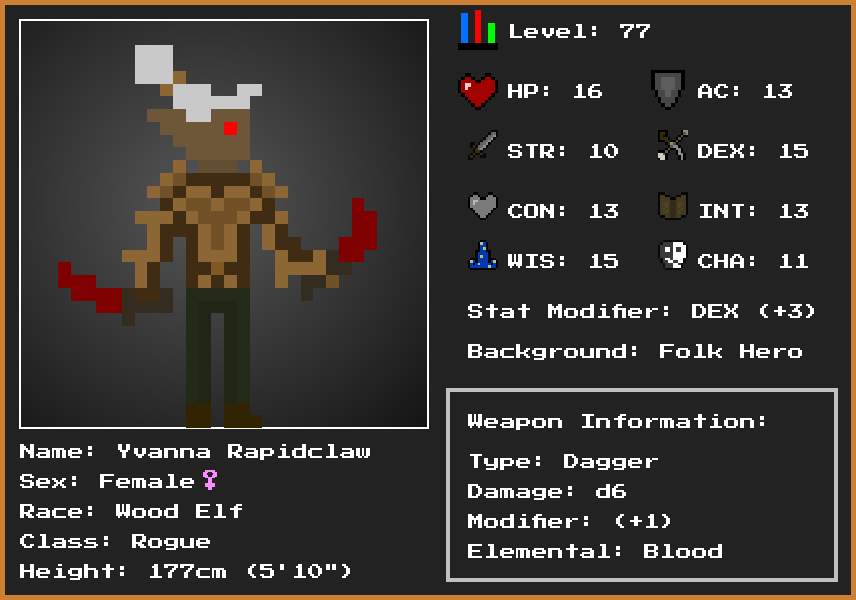 Level: 77
HP: 16 AC: 13
STR: 10 DEX: 15
CON: 13 INT: 13
WIS: 15 CHA: 11
Stat Modifier: DEX (+3)
Background: Folk Hero
Weapon Information:
Type: Dagger
Damage: d6
Modifier: (+1)
Elemental: Blood
Name: Yvanna Rapidclaw
Sex: Female♀
Race: Wood Elf
Class: Rogue
Height: 177cm (5'10")